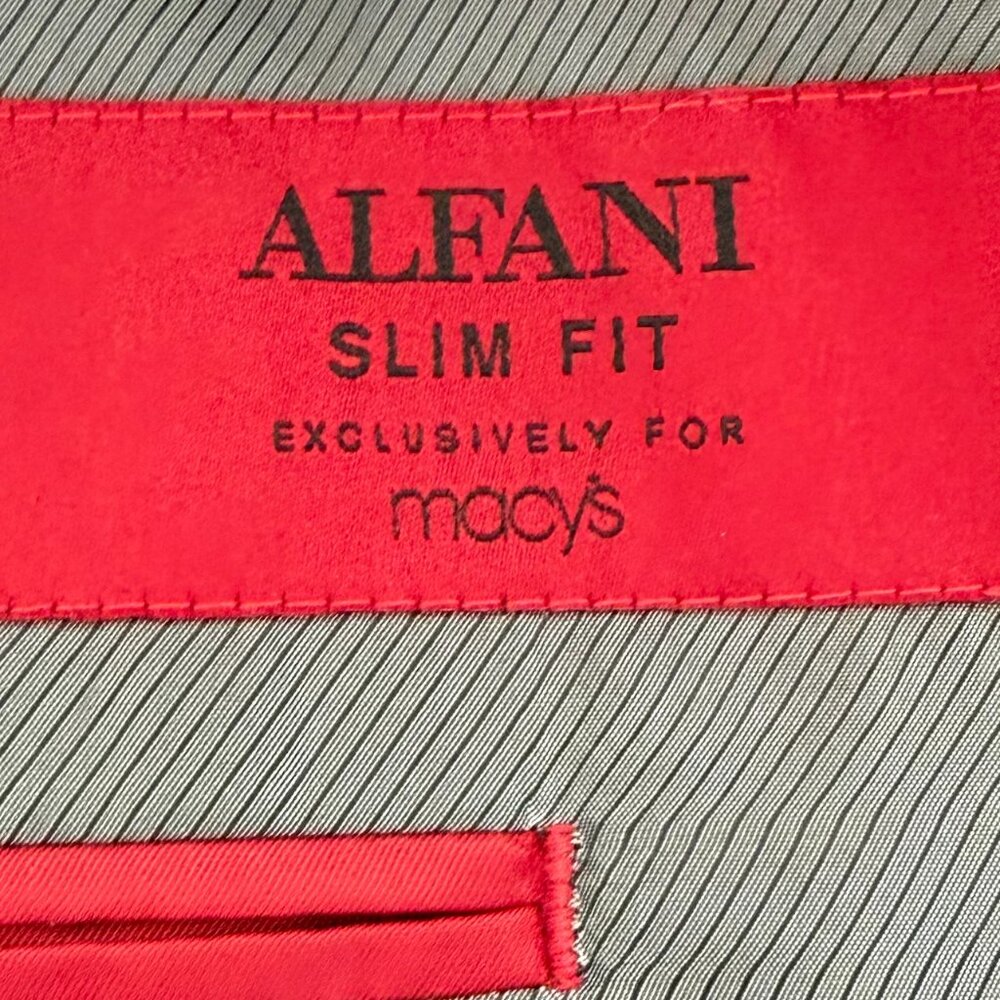 ALFANI
SLIM FIT
EXCLUSIVELY FOR
macy's